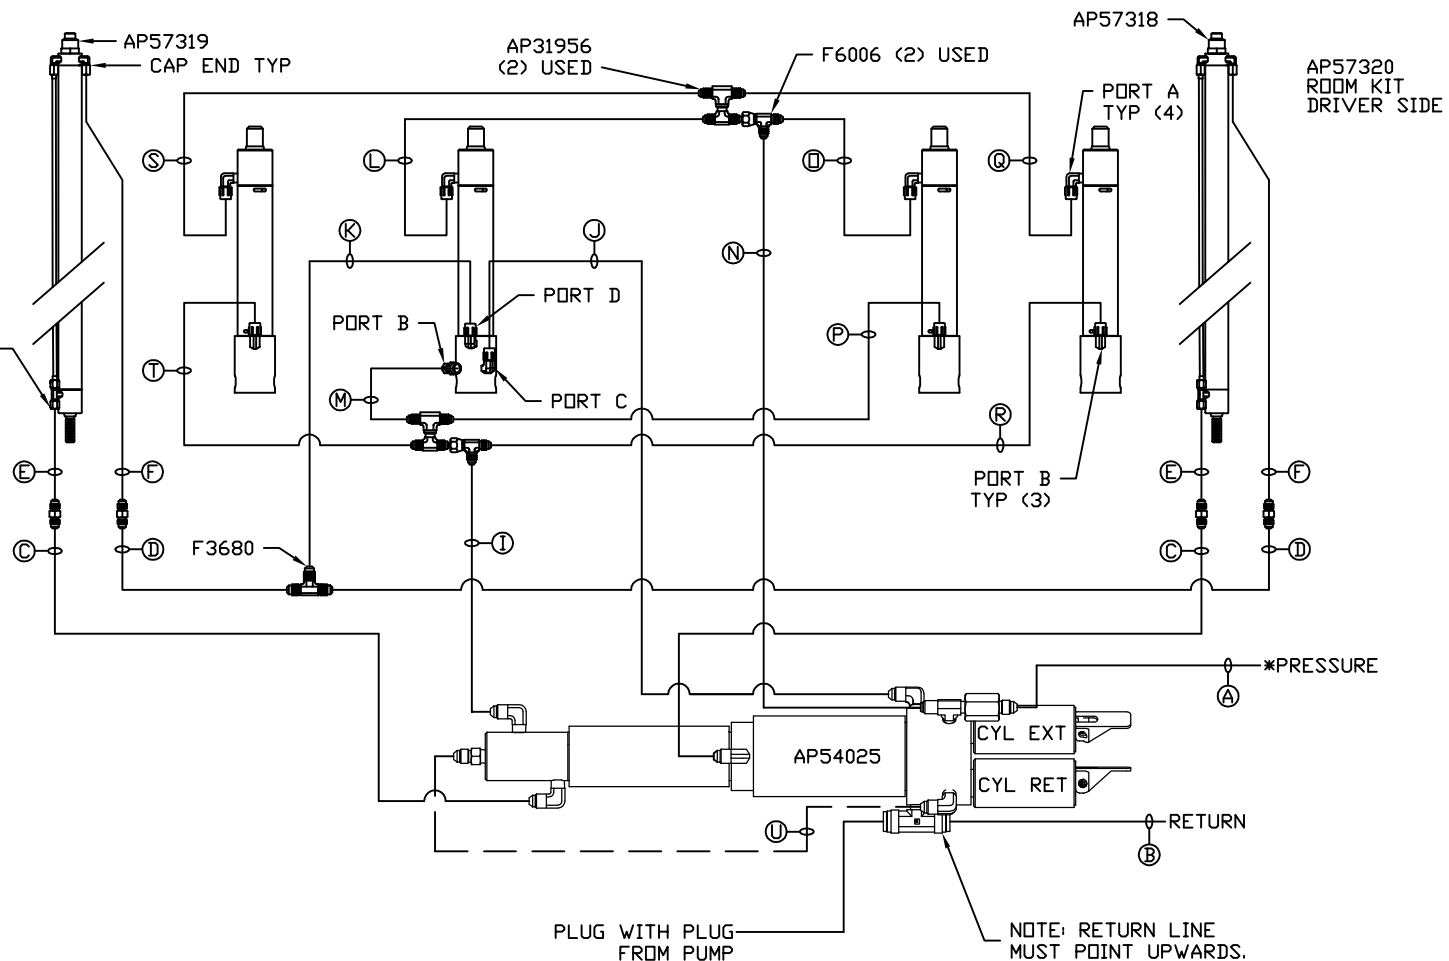 AP57319
CAP END TYP
AP31956
(2) USED
F6006 (2) USED
AP57318
PORT A
TYP (4)
AP57320
ROOM KIT
DRIVER SIDE
S
L
O
Q
K
J
N
PORT D
PORT B
P
T
M
PORT C
R
E
F
PORT B
TYP (3)
E
F
C
D
F3680
I
C
D
*PRESSURE
A
CYL EXT
AP54025
CYL RET
U
RETURN
B
PLUG WITH PLUG
FROM PUMP
NOTE: RETURN LINE
MUST POINT UPWARDS.